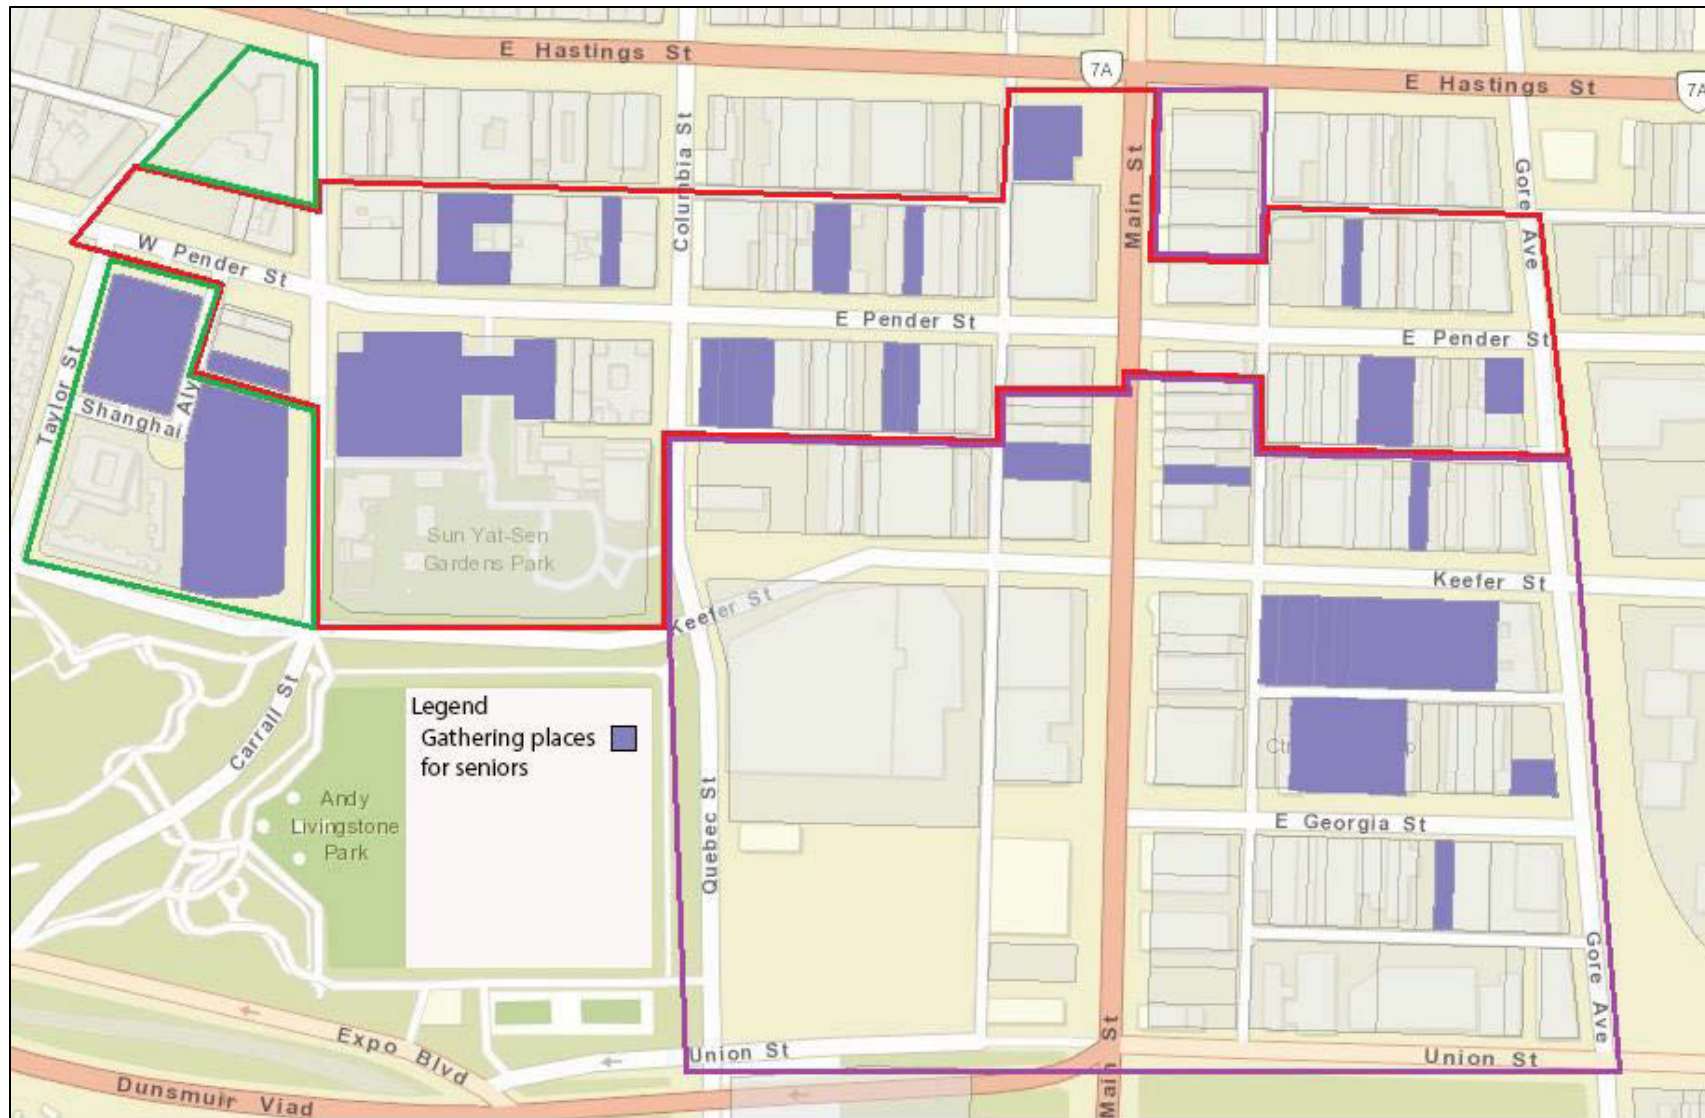 E Hastings St
7A
E Hastings St
7A
Columbia St
Main St
Gore Ave
W Pender St
E Pender St
E Pender St
Taylor St
Shanghai Aly
Sun Yat-Sen
Gardens Park
Keefer St
Keefer St
Carrall St
Legend
Gathering places
for seniors
Andy
Livingstone
Park
Quebec St
E Georgia St
Gore Ave
Expo Blvd
Union St
Main St
Union St
Dunsmuir Viad